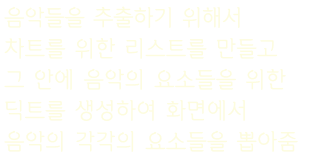 음악들을 추출하기 위해서
차트를 위한 리스트를 만들고
그 안에 음악의 요소들을 위한
딕트를 생성하여 화면에서
음악의 각각의 요소들을 뽑아줌